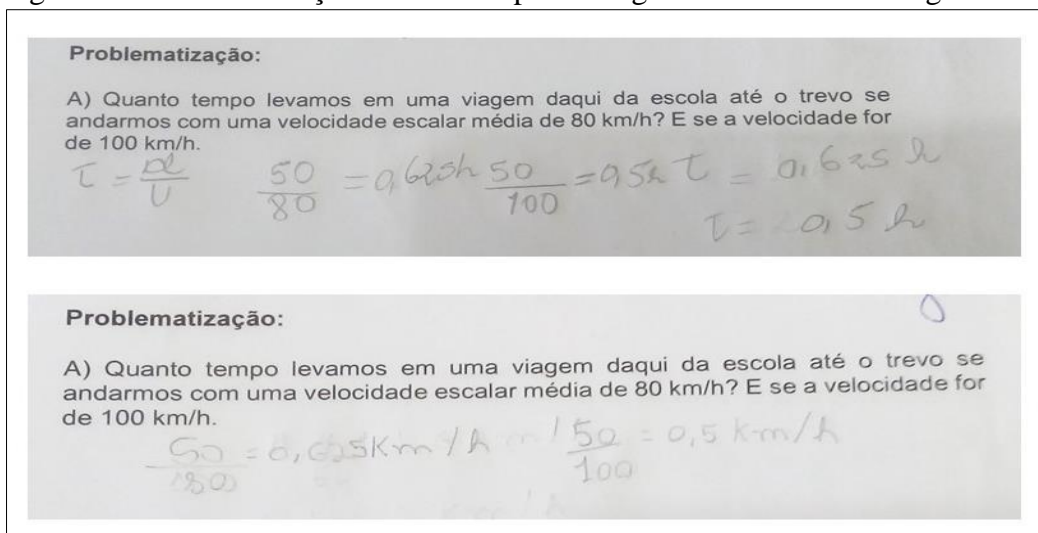 Problematização:
A) Quanto tempo levamos em uma viagem daqui da escola até o trevo se
andarmos com uma velocidade escalar média de 80 km/h? E se a velocidade for
de 100 km/h.
50/80 = 0,625h 50/100 = 0,5h T = 0,625 h
T = 0,5 h
Problematização:
A) Quanto tempo levamos em uma viagem daqui da escola até o trevo se
andarmos com uma velocidade escalar média de 80 km/h? E se a velocidade for
de 100 km/h.
50/80 = 0,625Km/h 50/100 = 0,5 Km/h